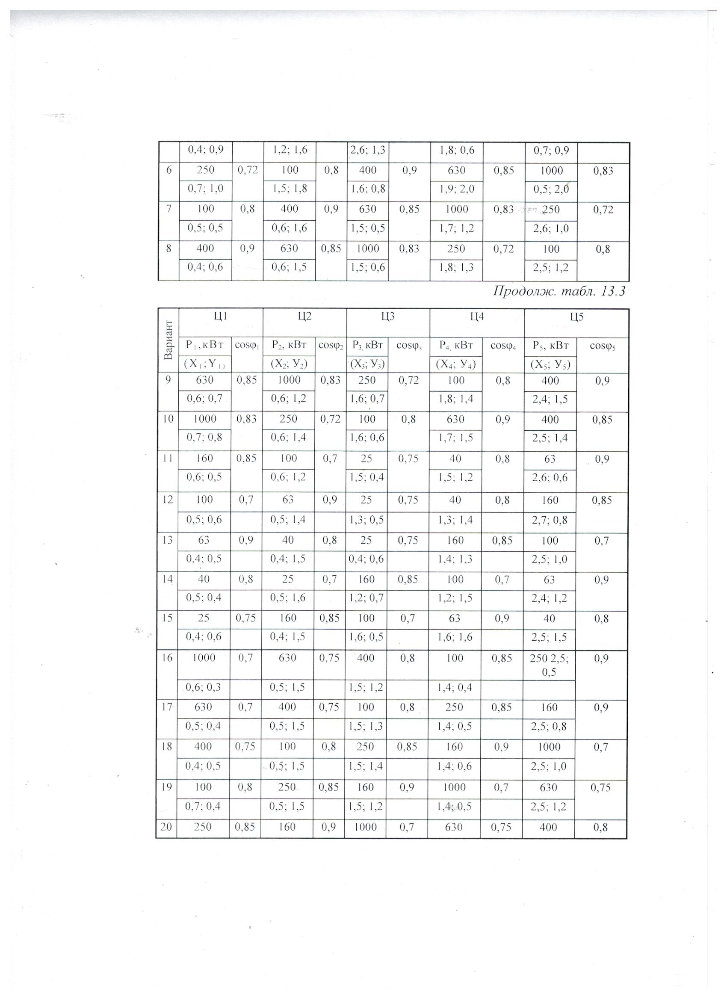 0,4; 0,9 1,2; 1,6 2,6; 1,3 1,8; 0,6 0,7; 0,9
6 250 0,72 100 0,8 400 0,9 630 0,85 1000 0,83
0,7; 1,0 1,5; 1,8 1,6; 0,8 1,9; 2,0 0,5; 2,0
7 100 0,8 400 0,9 630 0,85 1000 0,83 250 0,72
0,5; 0,5 0,6; 1,6 1,5; 0,5 1,7; 1,2 2,6; 1,0
8 400 0,9 630 0,85 1000 0,83 250 0,72 100 0,8
0,4; 0,6 0,6; 1,5 1,5; 0,6 1,8; 1,3 2,5; 1,2
Продолж. табл. 13.3
Вариант Ц1 Ц2 Ц3 Ц4 Ц5
P₁, кВт cosφ₁ P₂, кВт cosφ₂ P₃, кВт cosφ₃ P₄, кВт cosφ₄ P₅, кВт cosφ₅
(X₁; Y₁) (X₂; У₂) (X₃; У₃) (X₄; У₄) (X₅; У₅)
9 630 0,85 1000 0,83 250 0,72 100 0,8 400 0,9
0,6; 0,7 0,6; 1,2 1,6; 0,7 1,8; 1,4 2,4; 1,5
10 1000 0,83 250 0,72 100 0,8 630 0,9 400 0,85
0,7; 0,8 0,6; 1,4 1,6; 0,6 1,7; 1,5 2,5; 1,4
11 160 0,85 100 0,7 25 0,75 40 0,8 63 0,9
0,6; 0,5 0,6; 1,2 1,5; 0,4 1,5; 1,2 2,6; 0,6
12 100 0,7 63 0,9 25 0,75 40 0,8 160 0,85
0,5; 0,6 0,5; 1,4 1,3; 0,5 1,3; 1,4 2,7; 0,8
13 63 0,9 40 0,8 25 0,75 160 0,85 100 0,7
0,4; 0,5 0,4; 1,5 0,4; 0,6 1,4; 1,3 2,5; 1,0
14 40 0,8 25 0,7 160 0,85 100 0,7 63 0,9
0,5; 0,4 0,5; 1,6 1,2; 0,7 1,2; 1,5 2,4; 1,2
15 25 0,75 160 0,85 100 0,7 63 0,9 40 0,8
0,4; 0,6 0,4; 1,5 1,6; 0,5 1,6; 1,6 2,5; 1,5
16 1000 0,7 630 0,75 400 0,8 100 0,85 250 2,5; 0,9
0,5
0,6; 0,3 0,5; 1,5 1,5; 1,2 1,4; 0,4
17 630 0,7 400 0,75 100 0,8 250 0,85 160 0,9
0,5; 0,4 0,5; 1,5 1,5; 1,3 1,4; 0,5 2,5; 0,8
18 400 0,75 100 0,8 250 0,85 160 0,9 1000 0,7
0,4; 0,5 0,5; 1,5 1,5; 1,4 1,4; 0,6 2,5; 1,0
19 100 0,8 250 0,85 160 0,9 1000 0,7 630 0,75
0,7; 0,4 0,5; 1,5 1,5; 1,2 1,4; 0,5 2,5; 1,2
20 250 0,85 160 0,9 1000 0,7 630 0,75 400 0,8